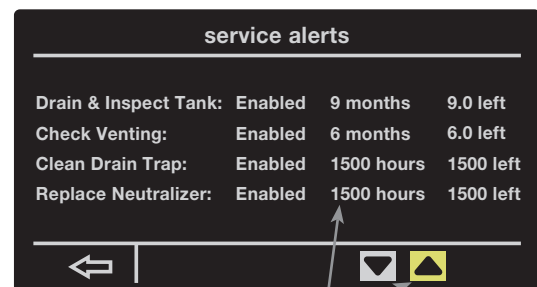 service alerts
Drain & Inspect Tank: Enabled 9 months 9.0 left
Check Venting: Enabled 6 months 6.0 left
Clean Drain Trap: Enabled 1500 hours 1500 left
Replace Neutralizer: Enabled 1500 hours 1500 left